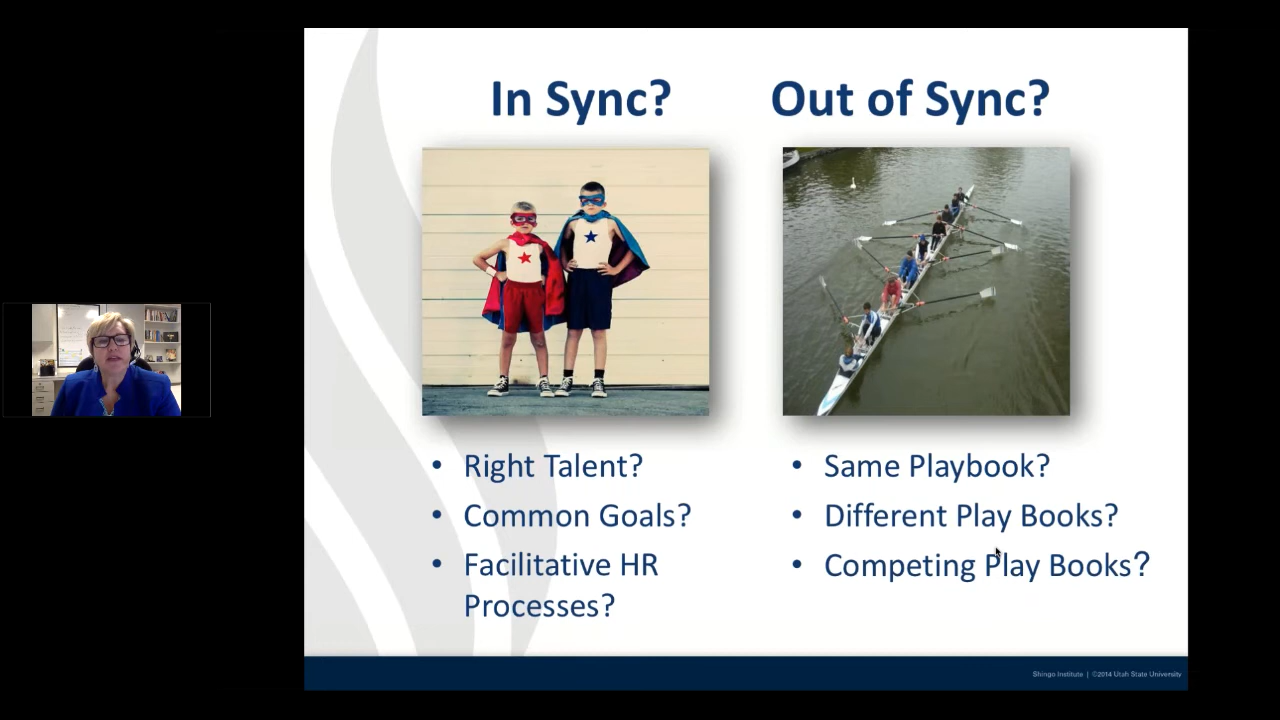 In Sync?
Out of Sync?
• Right Talent?
• Common Goals?
• Facilitative HR
Processes?
• Same Playbook?
• Different Play Books?
• Competing Play Books?
Shingo Institute | ©2014 Utah State University